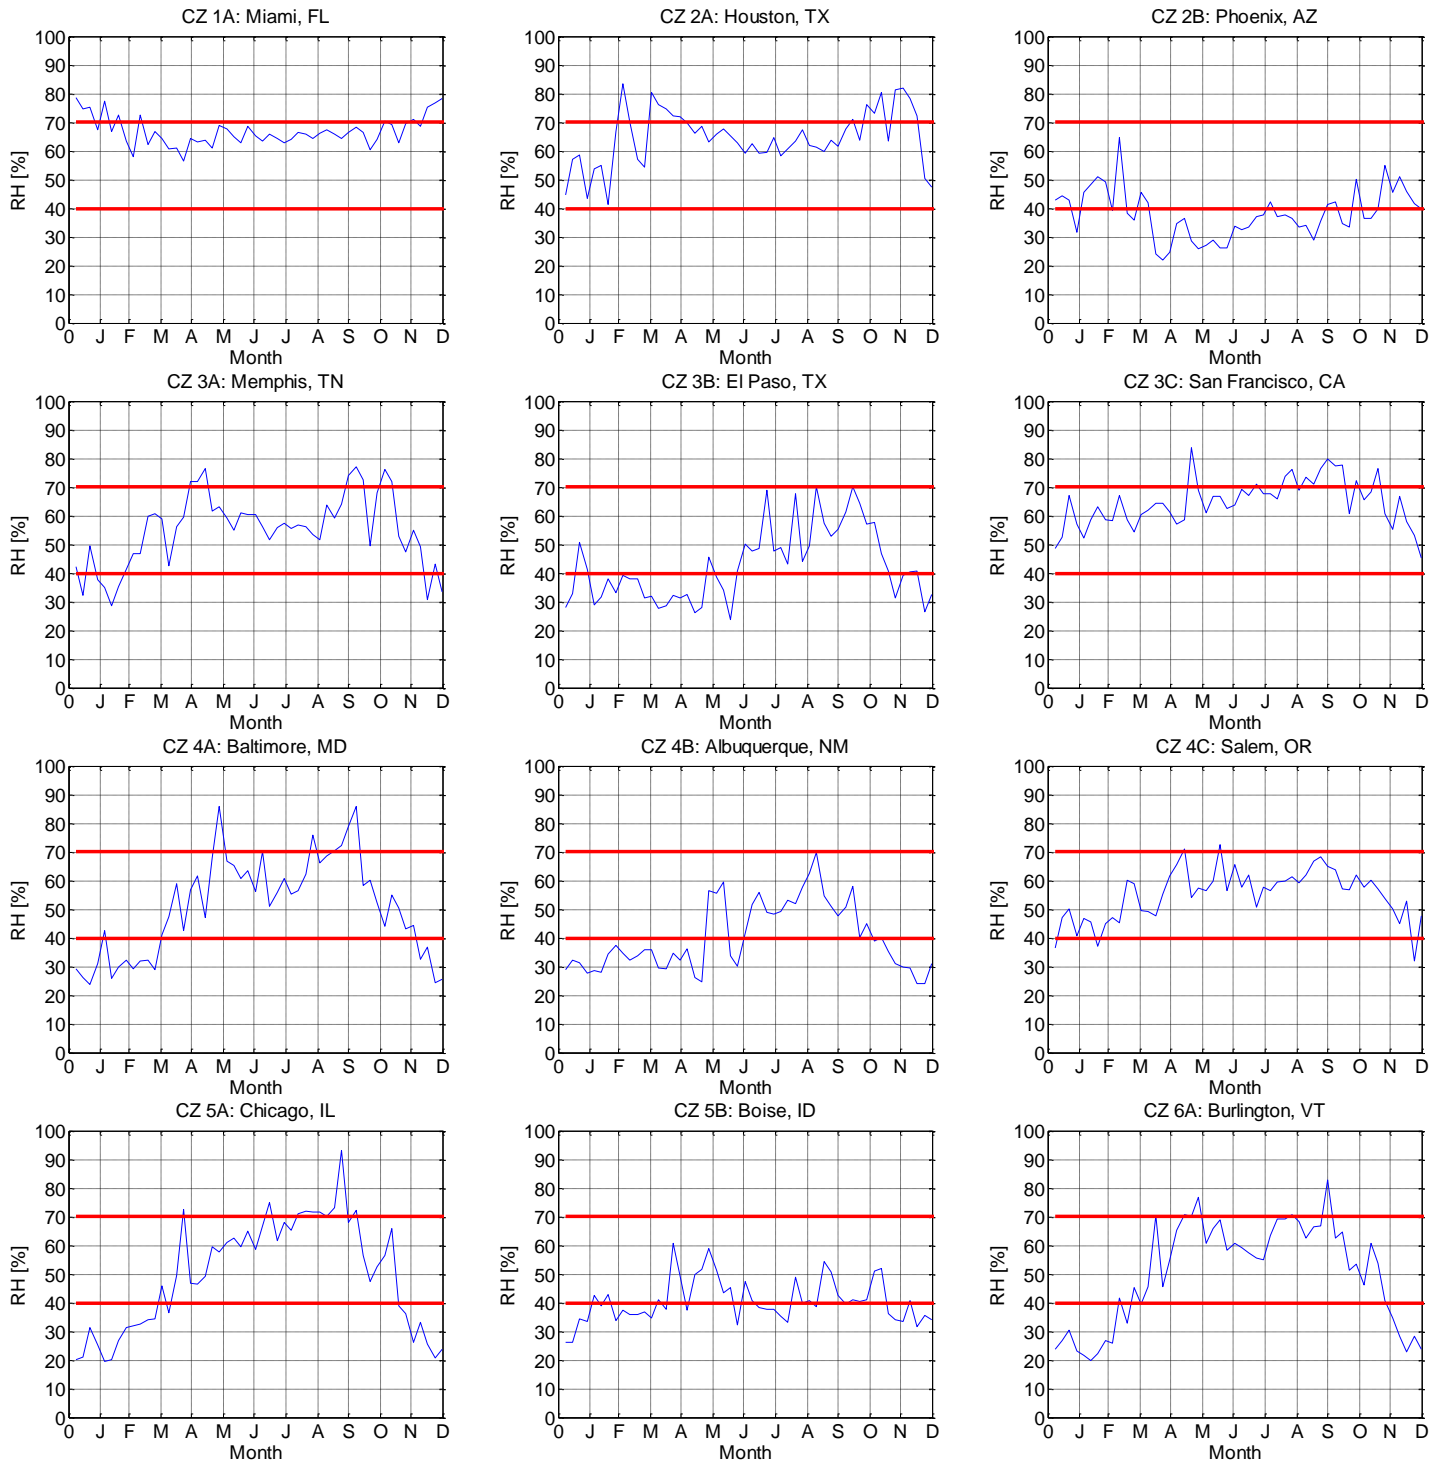 CZ 1A: Miami, FL
100
90
80
70
60
50
40
30
20
10
0
RH [%]
0 J F M A M J J A S O N D
Month
CZ 2A: Houston, TX
100
90
80
70
60
50
40
30
20
10
0
RH [%]
0 J F M A M J J A S O N D
Month
CZ 2B: Phoenix, AZ
100
90
80
70
60
50
40
30
20
10
0
RH [%]
0 J F M A M J J A S O N D
Month
CZ 3A: Memphis, TN
100
90
80
70
60
50
40
30
20
10
0
RH [%]
0 J F M A M J J A S O N D
Month
CZ 3B: El Paso, TX
100
90
80
70
60
50
40
30
20
10
0
RH [%]
0 J F M A M J J A S O N D
Month
CZ 3C: San Francisco, CA
100
90
80
70
60
50
40
30
20
10
0
RH [%]
0 J F M A M J J A S O N D
Month
CZ 4A: Baltimore, MD
100
90
80
70
60
50
40
30
20
10
0
RH [%]
0 J F M A M J J A S O N D
Month
CZ 4B: Albuquerque, NM
100
90
80
70
60
50
40
30
20
10
0
RH [%]
0 J F M A M J J A S O N D
Month
CZ 4C: Salem, OR
100
90
80
70
60
50
40
30
20
10
0
RH [%]
0 J F M A M J J A S O N D
Month
CZ 5A: Chicago, IL
100
90
80
70
60
50
40
30
20
10
0
RH [%]
0 J F M A M J J A S O N D
Month
CZ 5B: Boise, ID
100
90
80
70
60
50
40
30
20
10
0
RH [%]
0 J F M A M J J A S O N D
Month
CZ 6A: Burlington, VT
100
90
80
70
60
50
40
30
20
10
0
RH [%]
0 J F M A M J J A S O N D
Month